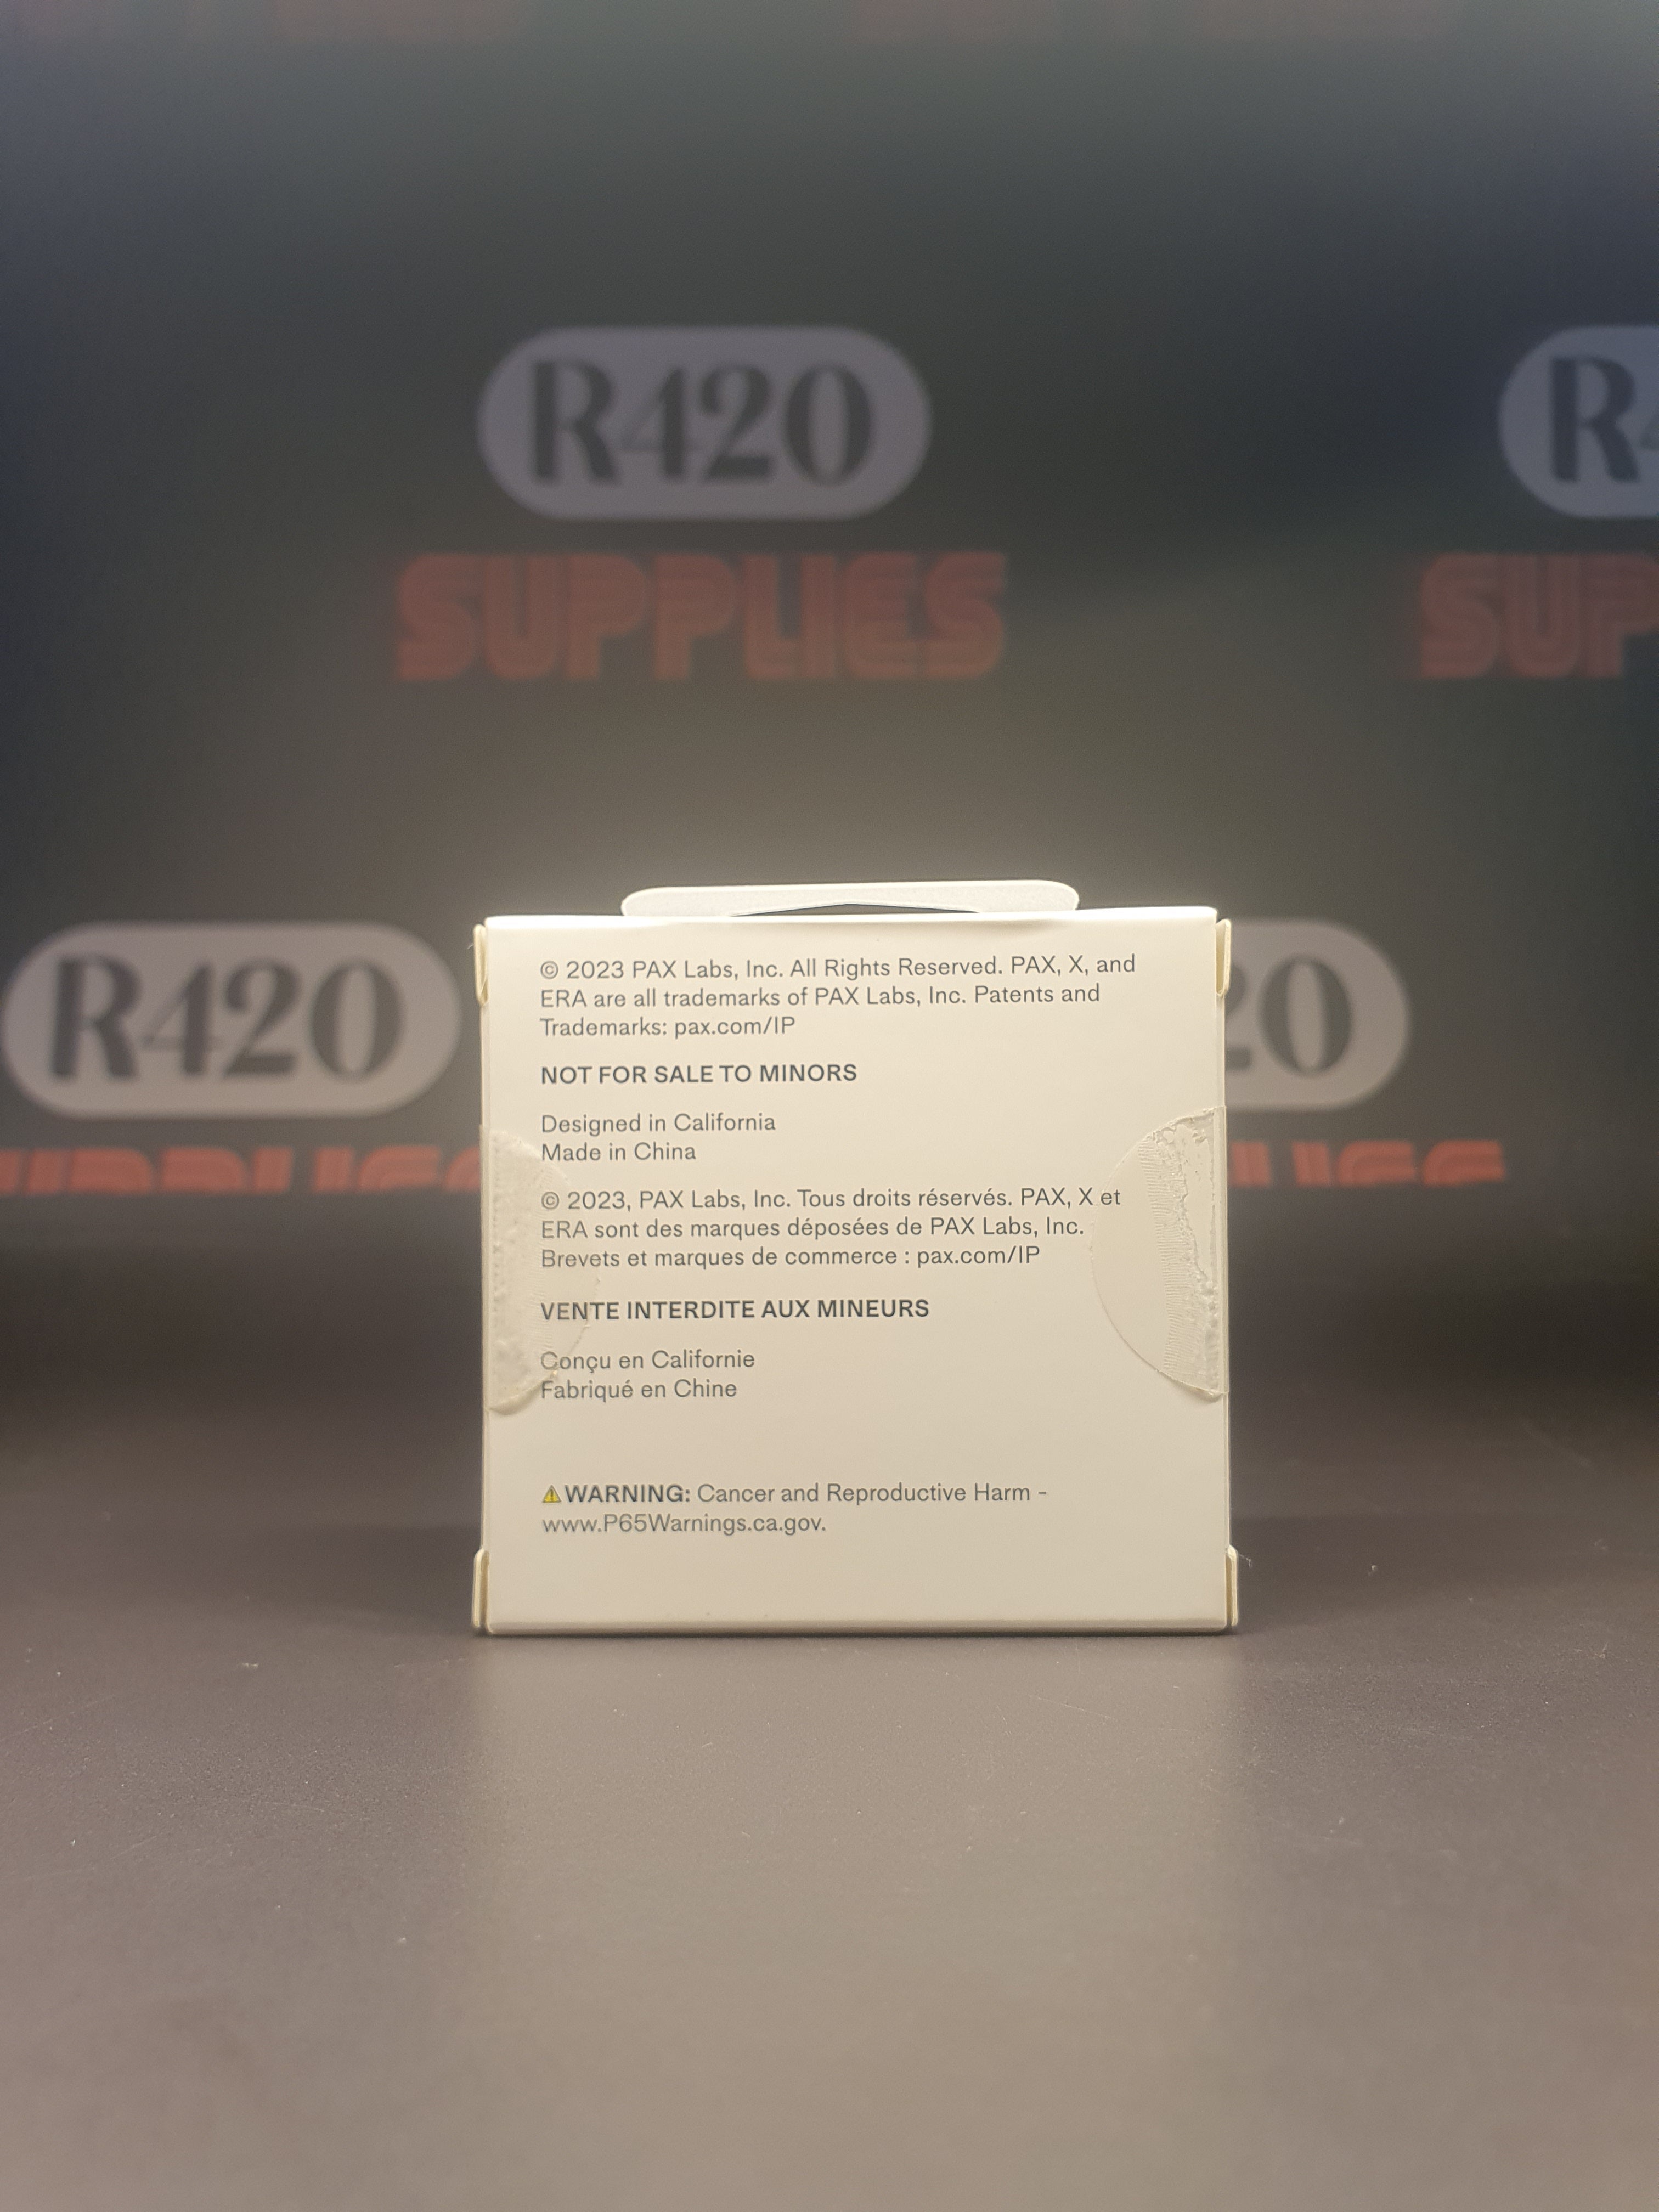 R420
R4
SUPPLIES
SUP
R420
20
© 2023 PAX Labs, Inc. All Rights Reserved. PAX, X, and
ERA are all trademarks of PAX Labs, Inc. Patents and
Trademarks: pax.com/IP
NOT FOR SALE TO MINORS
Designed in California
Made in China
© 2023, PAX Labs, Inc. Tous droits réservés. PAX, X et
ERA sont des marques déposées de PAX Labs, Inc.
Brevets et marques de commerce : pax.com/IP
VENTE INTERDITE AUX MINEURS
Conçu en Californie
Fabriqué en Chine
⚠WARNING: Cancer and Reproductive Harm -
www.P65Warnings.ca.gov.